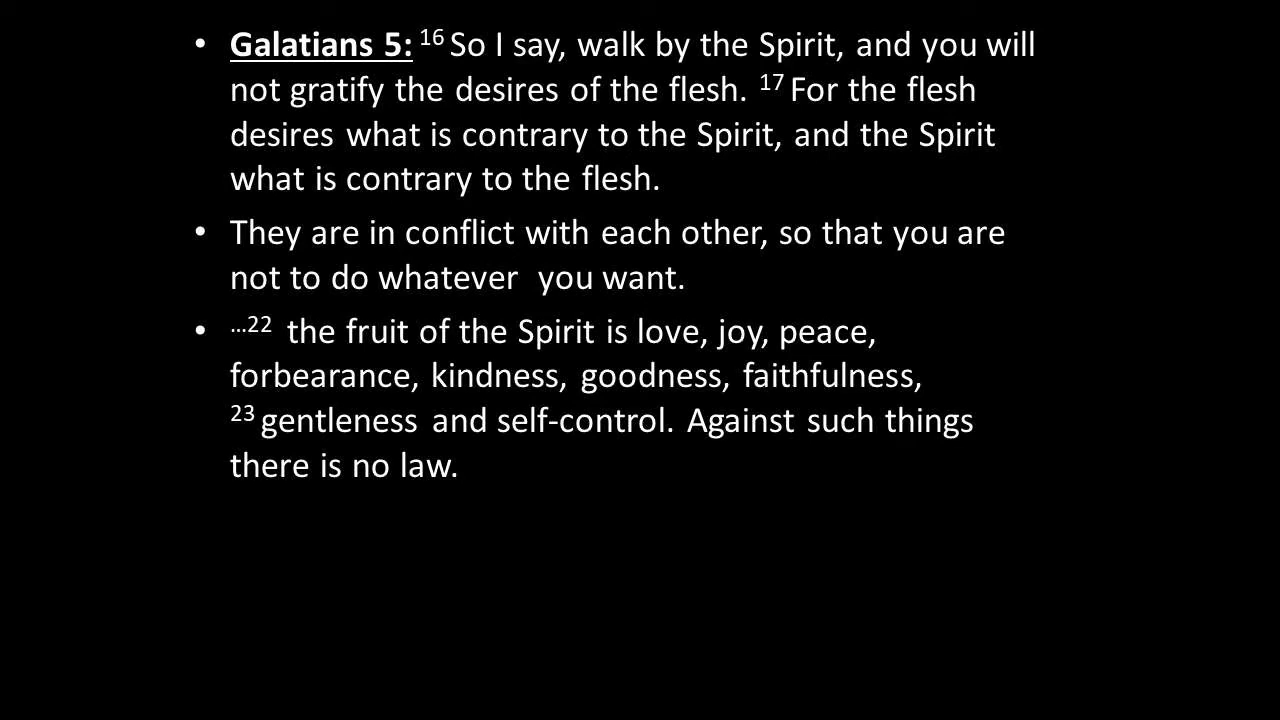 • Galatians 5: 16 So I say, walk by the Spirit, and you will
not gratify the desires of the flesh. 17 For the flesh
desires what is contrary to the Spirit, and the Spirit
what is contrary to the flesh.
• They are in conflict with each other, so that you are
not to do whatever  you want.
• ...22  the fruit of the Spirit is love, joy, peace,
forbearance, kindness, goodness, faithfulness,
23 gentleness and self-control. Against such things
there is no law.